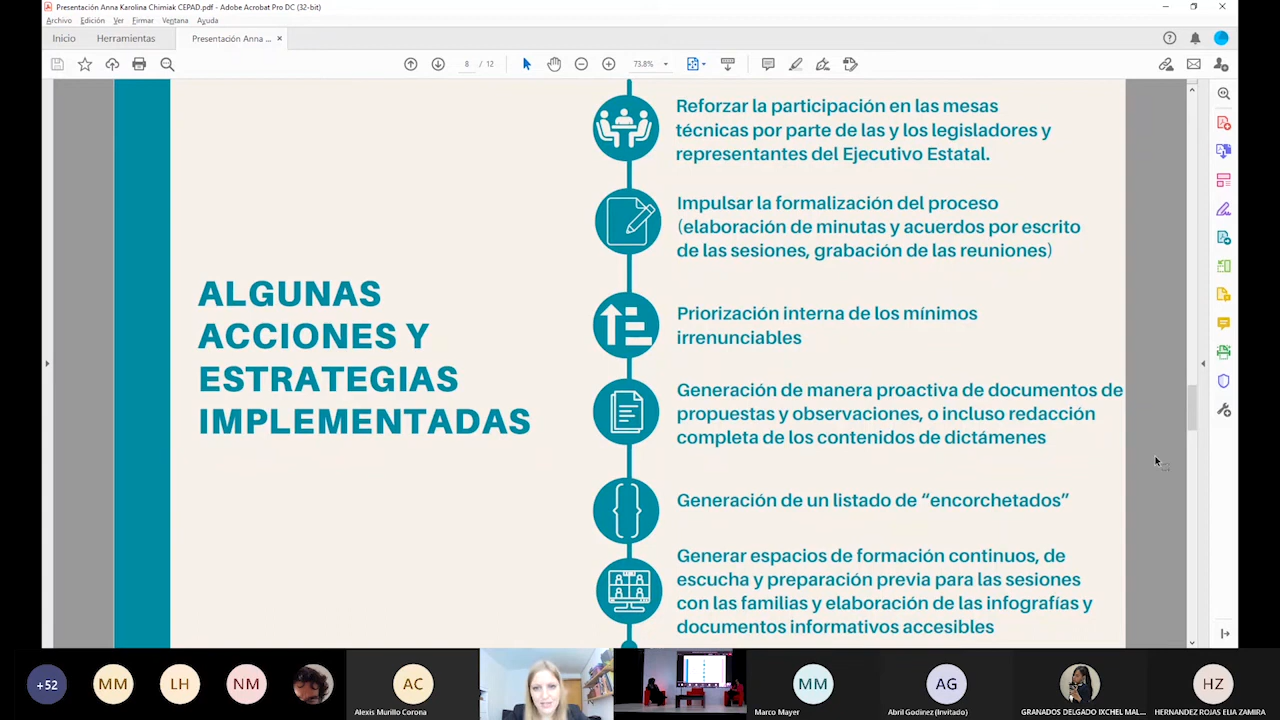 Presentación Anna Karolina Chimiak CEPAD.pdf - Adobe Acrobat Pro DC (32-bit)
Archivo Edición Ver Firmar Ventana Ayuda
Inicio Herramientas Presentación Anna ... ×
8 / 12 73.8%
Reforzar la participación en las mesas
técnicas por parte de las y los legisladores y
representantes del Ejecutivo Estatal.
Impulsar la formalización del proceso
(elaboración de minutas y acuerdos por escrito
de las sesiones, grabación de las reuniones)
ALGUNAS
ACCIONES Y
ESTRATEGIAS
IMPLEMENTADAS
Priorización interna de los mínimos
irrenunciables
Generación de manera proactiva de documentos de
propuestas y observaciones, o incluso redacción
completa de los contenidos de dictámenes
Generación de un listado de “encorchetados”
Generar espacios de formación continuos, de
escucha y preparación previa para las sesiones
con las familias y elaboración de las infografías y
documentos informativos accesibles
+52 MM LH NM AC MM AG HZ
Alexis Murillo Corona Marco Mayer Abril Godinez (Invitado) GRANADOS DELGADO IXCHEL MAL... HERNANDEZ ROJAS ELIA ZAMIRA